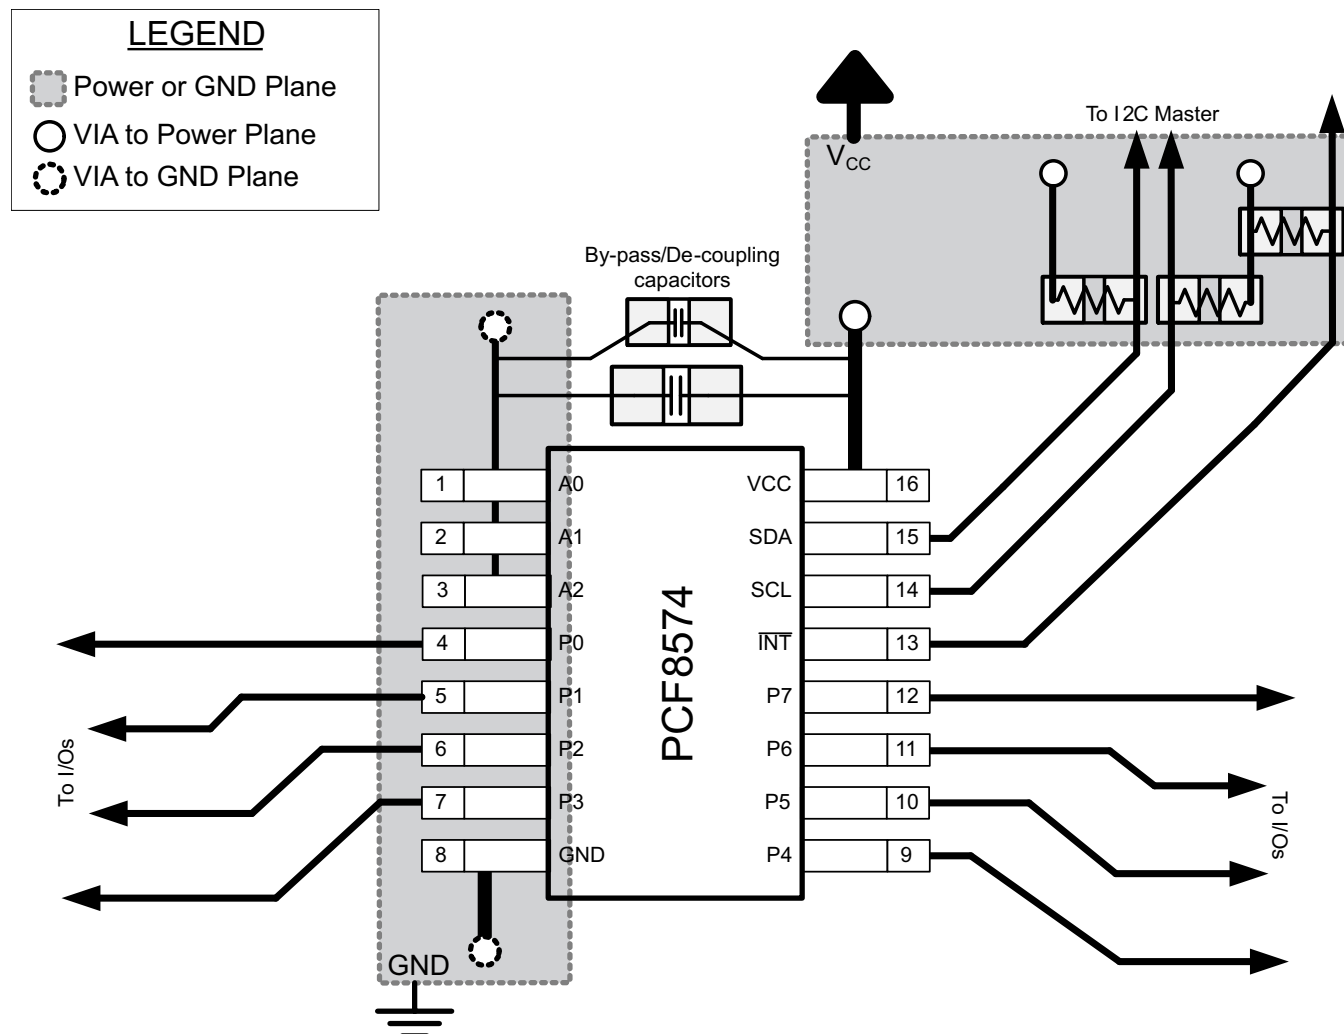 LEGEND
Power or GND Plane
VIA to Power Plane
VIA to GND Plane
To I2C Master
VCC
By-pass/De-coupling
capacitors
1 A0 VCC 16
2 A1 SDA 15
3 A2 SCL 14
4 P0 INT 13
5 P1 P7 12
6 P2 P6 11
7 P3 P5 10
8 GND P4 9
PCF8574
To I/Os
To I/Os
GND